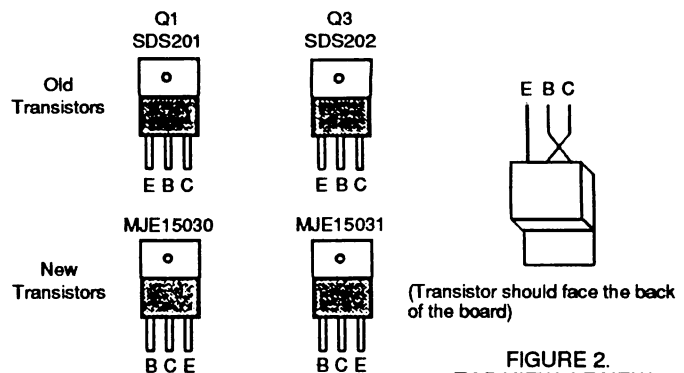 Q1
SDS201
Q3
SDS202
Old
Transistors
E B C
E B C
E B C
MJE15030
MJE15031
New
Transistors
B C E
B C E
(Transistor should face the back
of the board)
FIGURE 2.